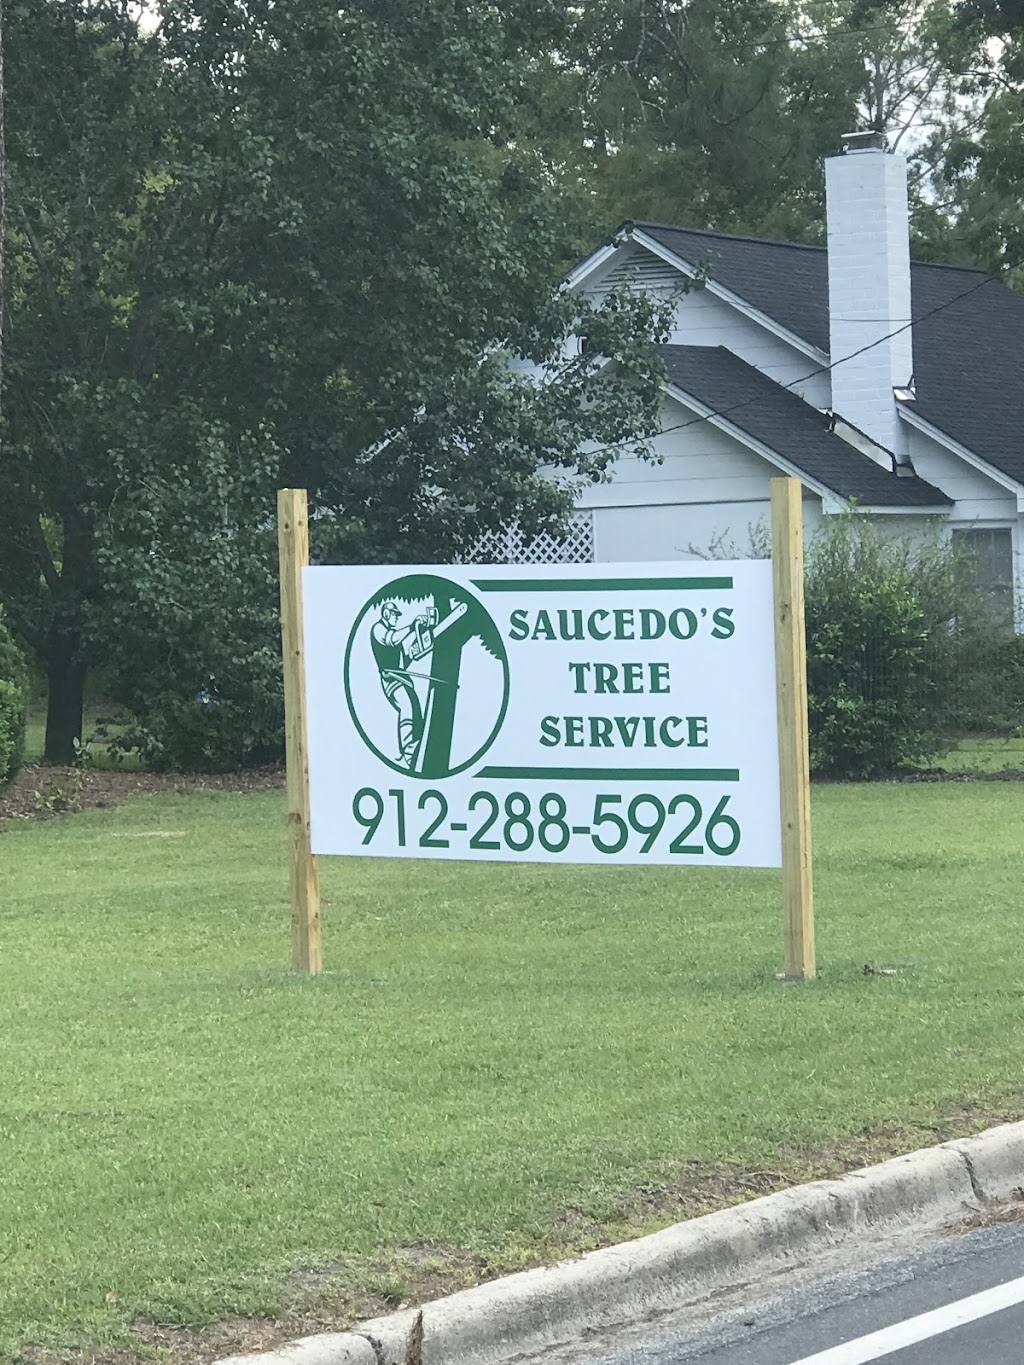 SAUCEDO'S
TREE
SERVICE
912-288-5926